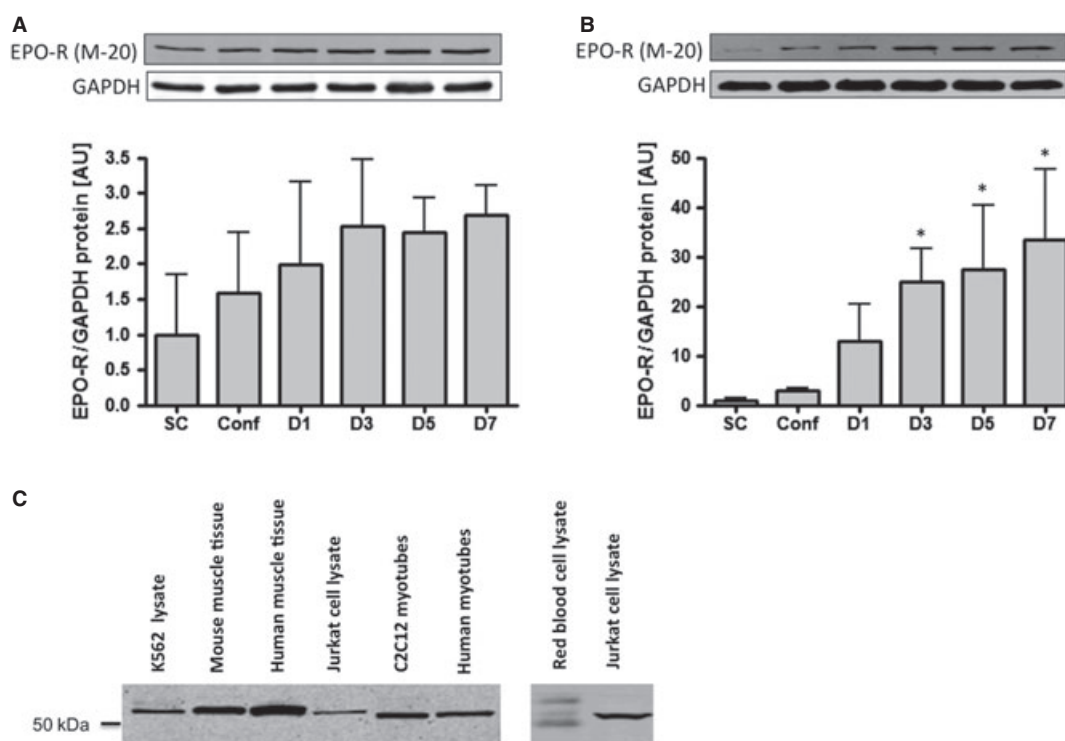 A
EPO-R (M-20)
GAPDH
EPO-R/GAPDH protein [AU]
3.5
3.0
2.5
2.0
1.5
1.0
0.5
0.0
SC Conf D1 D3 D5 D7
B
EPO-R (M-20)
GAPDH
EPO-R/GAPDH protein [AU]
50
40
30
20
10
0
* * *
SC Conf D1 D3 D5 D7
C
K562 lysate
Mouse muscle tissue
Human muscle tissue
Jurkat cell lysate
C2C12 myotubes
Human myotubes
Red blood cell lysate
Jurkat cell lysate
50 kDa